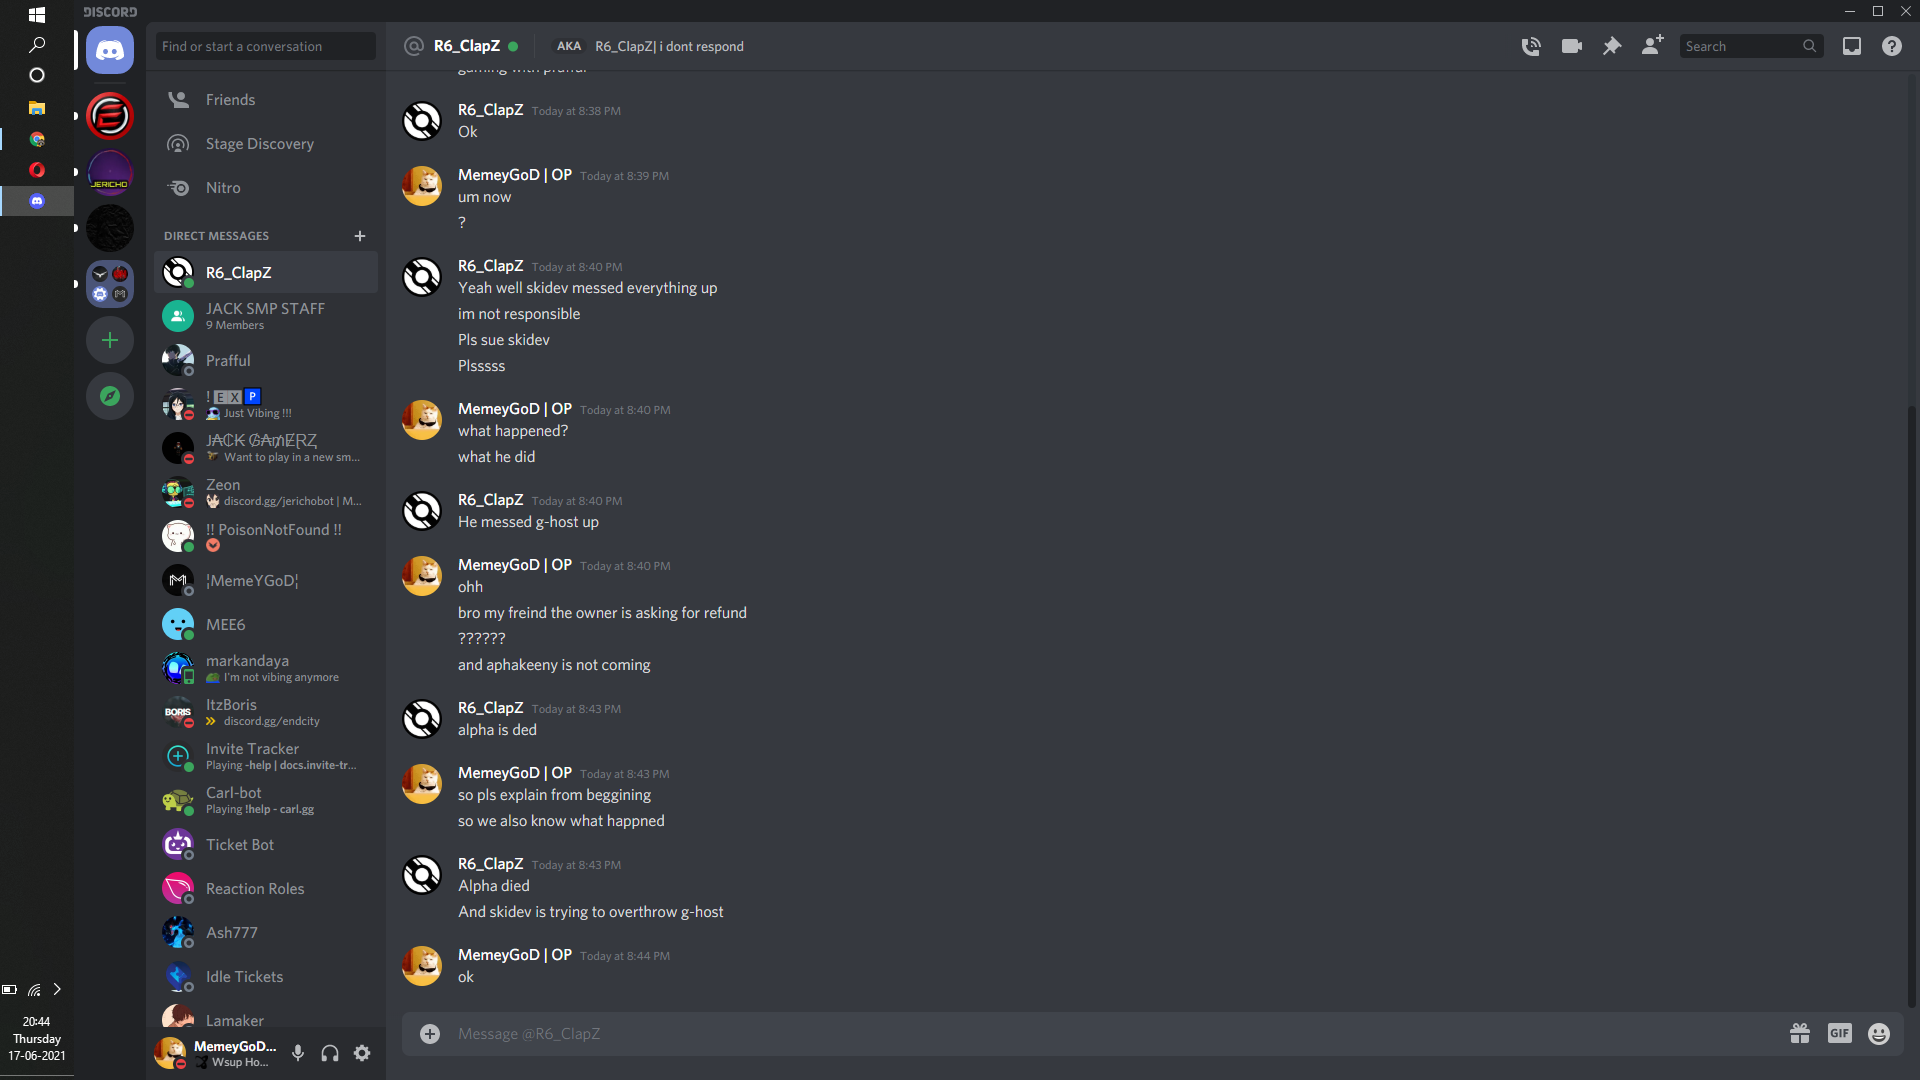 DISCORD
Find or start a conversation
R6_ClapZ
AKA R6_ClapZ| i dont respond
Search
Friends
Stage Discovery
Nitro
DIRECT MESSAGES
R6_ClapZ
JACK SMP STAFF
9 Members
Prafful
! E X P
Just Vibing !!!
Zeon
discord.gg/jerichobot | M...
Want to play in a new sm...
!! PoisonNotFound !!
¦MemeYGoD¦
MEE6
markandaya
I'm not vibing anymore
BORIS
ItzBoris
discord.gg/endcity
Invite Tracker
Playing -help | docs.invite-tr...
Carl-bot
Playing !help - carl.gg
Ticket Bot
Reaction Roles
Ash777
Idle Tickets
Lamaker
MemeyGoD...
Wsup Ho...
JERICHO
20:44
Thursday
17-06-2021
gaming with prafful
R6_ClapZ Today at 8:38 PM
Ok
MemeyGoD | OP Today at 8:39 PM
um now
?
R6_ClapZ Today at 8:40 PM
Yeah well skidev messed everything up
im not responsible
Pls sue skidev
Plsssss
MemeyGoD | OP Today at 8:40 PM
what happened?
what he did
R6_ClapZ Today at 8:40 PM
He messed g-host up
MemeyGoD | OP Today at 8:40 PM
ohh
bro my freind the owner is asking for refund
??????
and aphakeeny is not coming
R6_ClapZ Today at 8:43 PM
alpha is ded
MemeyGoD | OP Today at 8:43 PM
so pls explain from beggining
so we also know what happned
R6_ClapZ Today at 8:43 PM
Alpha died
And skidev is trying to overthrow g-host
MemeyGoD | OP Today at 8:44 PM
ok
Message @R6_ClapZ
GIF